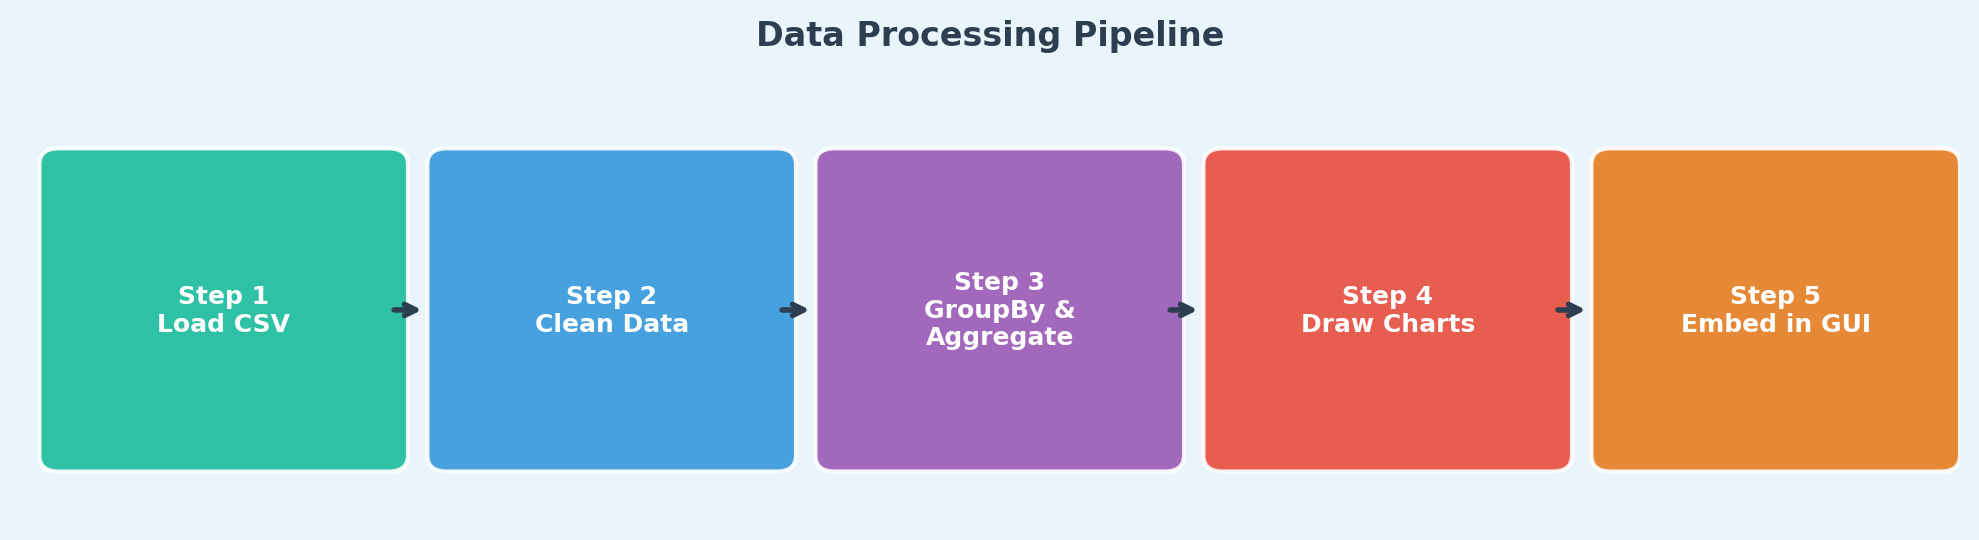 Data Processing Pipeline
Step 1
Load CSV
Step 2
Clean Data
Step 3
GroupBy &
Aggregate
Step 4
Draw Charts
Step 5
Embed in GUI